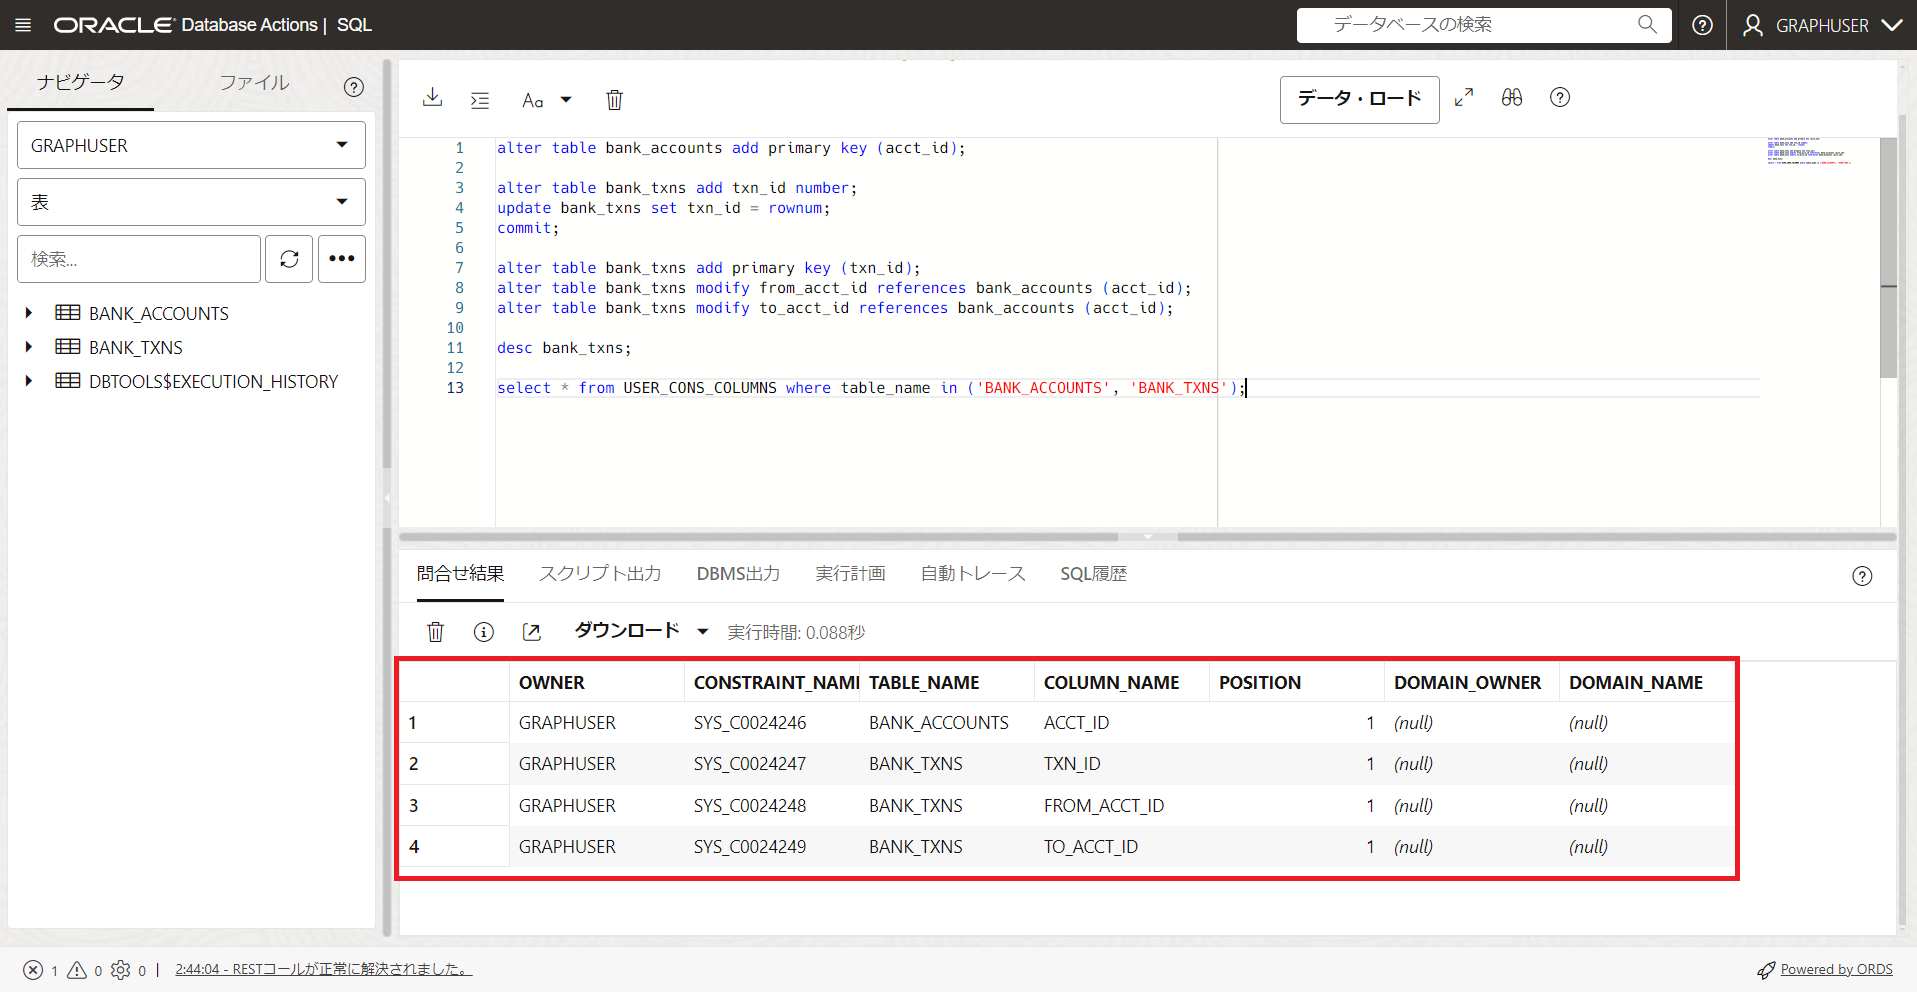 ORACLE Database Actions | SQL
データベースの検索
GRAPHUSER
ナビゲータ
ファイル
GRAPHUSER
表
検索...
BANK_ACCOUNTS
BANK_TXNS
DBTOOLS$EXECUTION_HISTORY
Aa
データ・ロード
1 alter table bank_accounts add primary key (acct_id);
2
3 alter table bank_txns add txn_id number;
4 update bank_txns set txn_id = rownum;
5 commit;
6
7 alter table bank_txns add primary key (txn_id);
8 alter table bank_txns modify from_acct_id references bank_accounts (acct_id);
9 alter table bank_txns modify to_acct_id references bank_accounts (acct_id);
10
11 desc bank_txns;
12
13 select * from USER_CONS_COLUMNS where table_name in ('BANK_ACCOUNTS', 'BANK_TXNS');
問合せ結果 スクリプト出力 DBMS出力 実行計画 自動トレース SQL履歴
ダウンロード 実行時間: 0.088秒
OWNER CONSTRAINT_NAME TABLE_NAME COLUMN_NAME POSITION DOMAIN_OWNER DOMAIN_NAME
1 GRAPHUSER SYS_C0024246 BANK_ACCOUNTS ACCT_ID 1 (null) (null)
2 GRAPHUSER SYS_C0024247 BANK_TXNS TXN_ID 1 (null) (null)
3 GRAPHUSER SYS_C0024248 BANK_TXNS FROM_ACCT_ID 1 (null) (null)
4 GRAPHUSER SYS_C0024249 BANK_TXNS TO_ACCT_ID 1 (null) (null)
1 0 0 | 2:44:04 - RESTコールが正常に解決されました。
Powered by ORDS